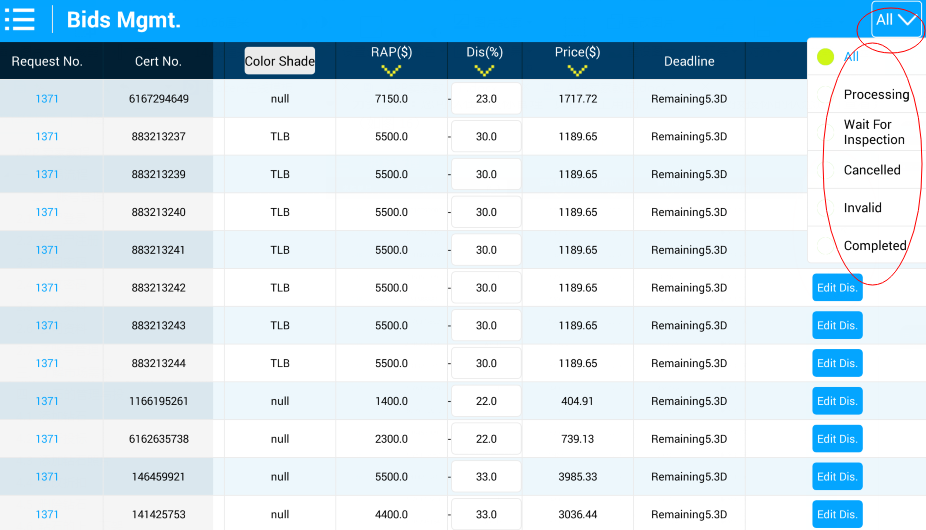 Bids Mgmt. All
Request No. Cert No. Color Shade RAP($) Dis(%) Price($) Deadline
All
1371 6167294649 null 7150.0 - 23.0 1717.72 Remaining5.3D
Processing
1371 883213237 TLB 5500.0 - 30.0 1189.65 Remaining5.3D
Wait For
Inspection
1371 883213239 TLB 5500.0 - 30.0 1189.65 Remaining5.3D
Cancelled
1371 883213240 TLB 5500.0 - 30.0 1189.65 Remaining5.3D
Invalid
1371 883213241 TLB 5500.0 - 30.0 1189.65 Remaining5.3D
Completed
1371 883213242 TLB 5500.0 - 30.0 1189.65 Remaining5.3D Edit Dis.
1371 883213243 TLB 5500.0 - 30.0 1189.65 Remaining5.3D Edit Dis.
1371 883213244 TLB 5500.0 - 30.0 1189.65 Remaining5.3D Edit Dis.
1371 1166195261 null 1400.0 - 22.0 404.91 Remaining5.3D Edit Dis.
1371 6162635738 null 2300.0 - 22.0 739.13 Remaining5.3D Edit Dis.
1371 146459921 null 5500.0 - 33.0 3985.33 Remaining5.3D Edit Dis.
1371 141425753 null 4400.0 - 33.0 3036.44 Remaining5.3D Edit Dis.